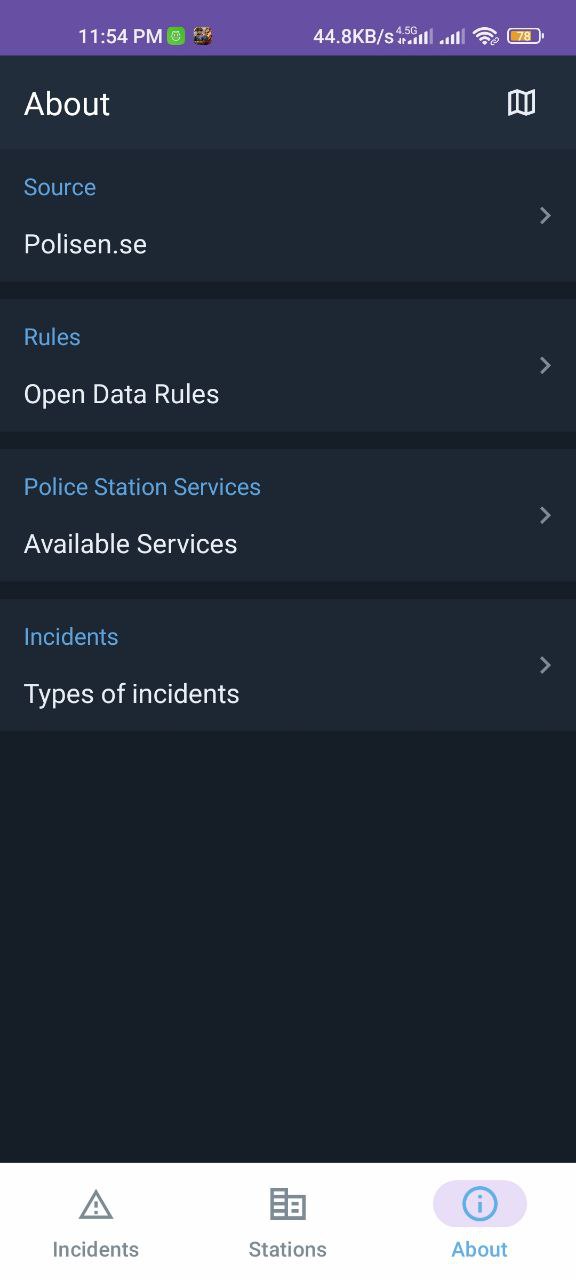 11:54 PM 44.8KB/s 4.5G 78
About
Source
Polisen.se
Rules
Open Data Rules
Police Station Services
Available Services
Incidents
Types of incidents
Incidents Stations About